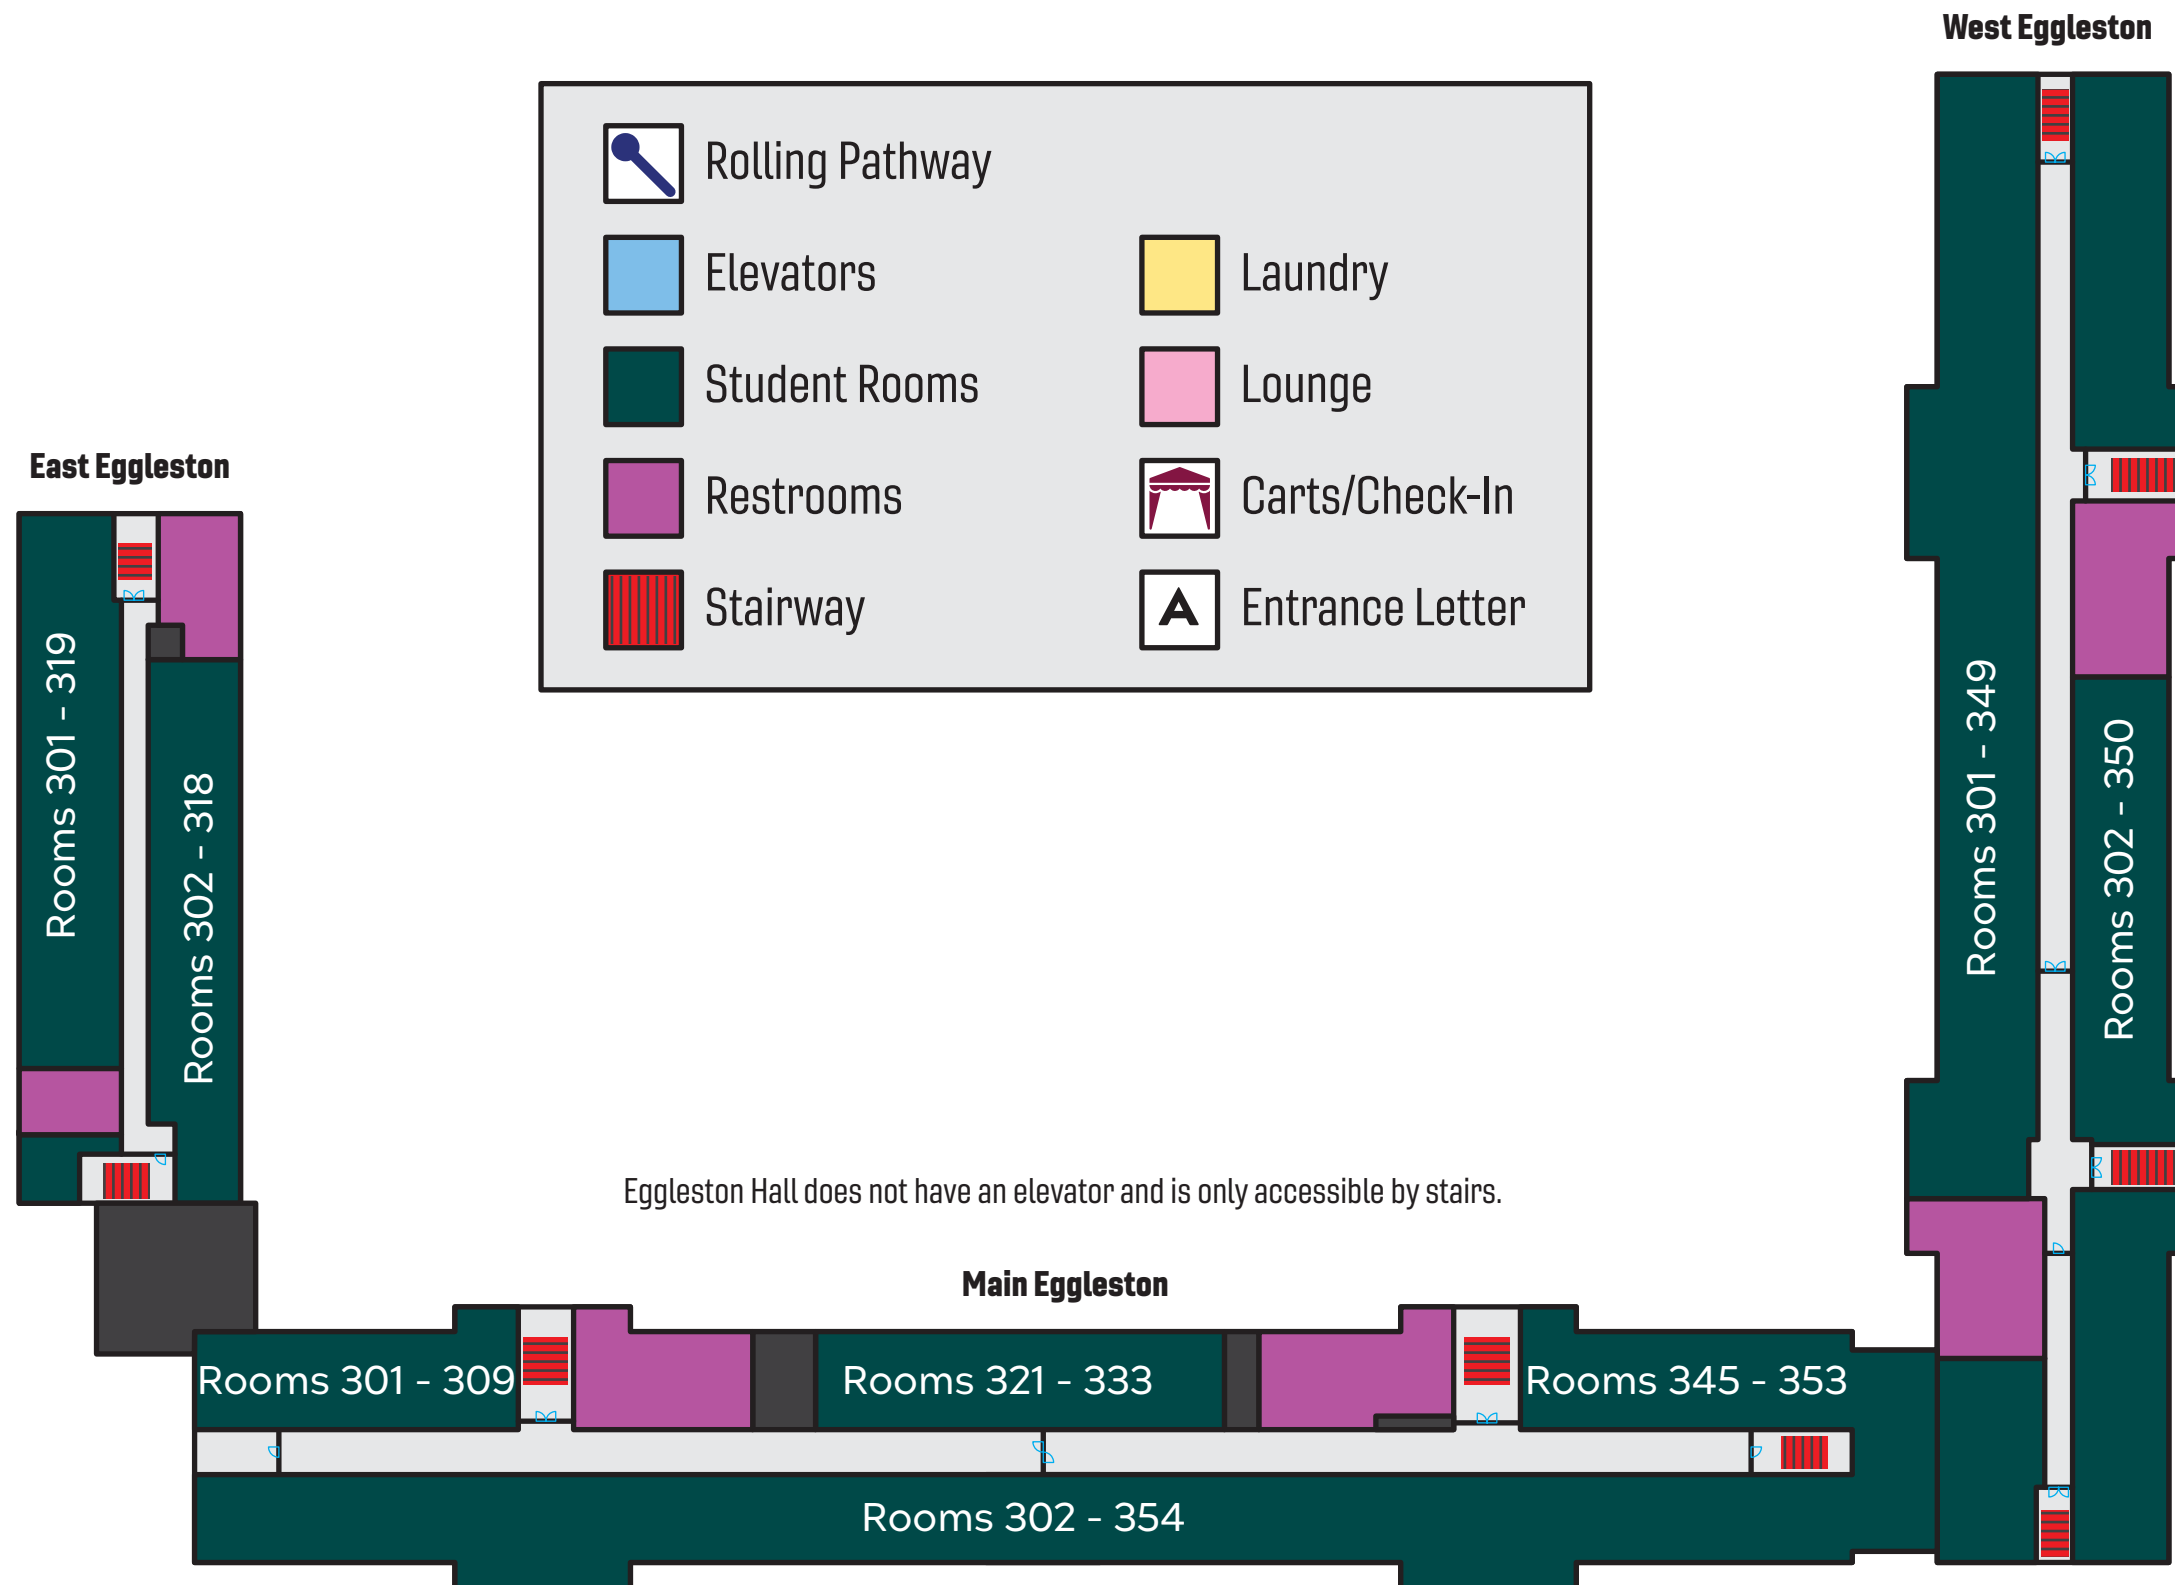 West Eggleston
Rolling Pathway
Elevators
Laundry
Student Rooms
Lounge
Restrooms
Carts/Check-In
Stairway
A
Entrance Letter
East Eggleston
Rooms 301 - 319
Rooms 302 - 318
Rooms 301 - 349
Rooms 302 - 350
Eggleston Hall does not have an elevator and is only accessible by stairs.
Main Eggleston
Rooms 301 - 309
Rooms 321 - 333
Rooms 345 - 353
Rooms 302 - 354